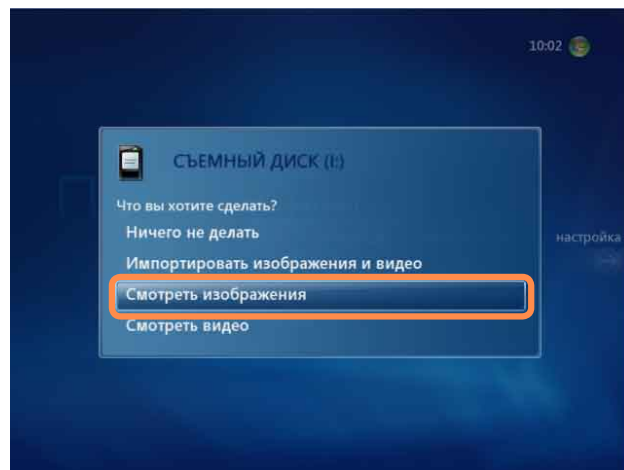 10:02
СЪЕМНЫЙ ДИСК (I:)
Что вы хотите сделать?
Ничего не делать
настройка
Импортировать изображения и видео
Смотреть изображения
Смотреть видео